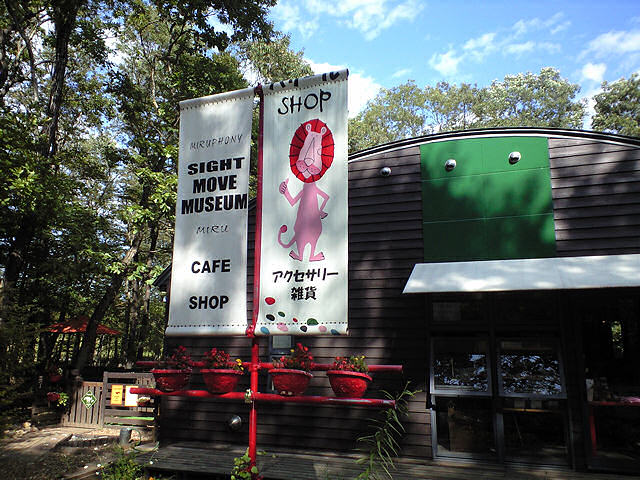 MIRUPHONY
SIGHT
MOVE
MUSEUM
MIRU
CAFE
SHOP
SHOP
アクセサリー
雑貨